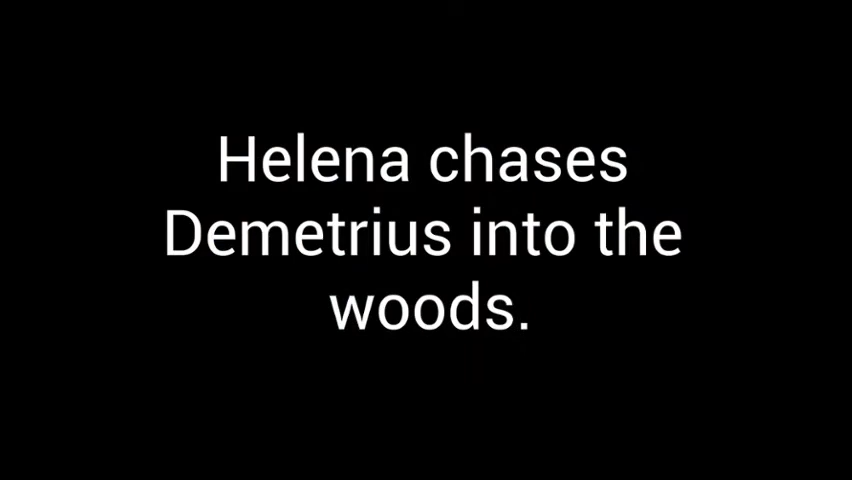 Helena chases
Demetrius into the
woods.